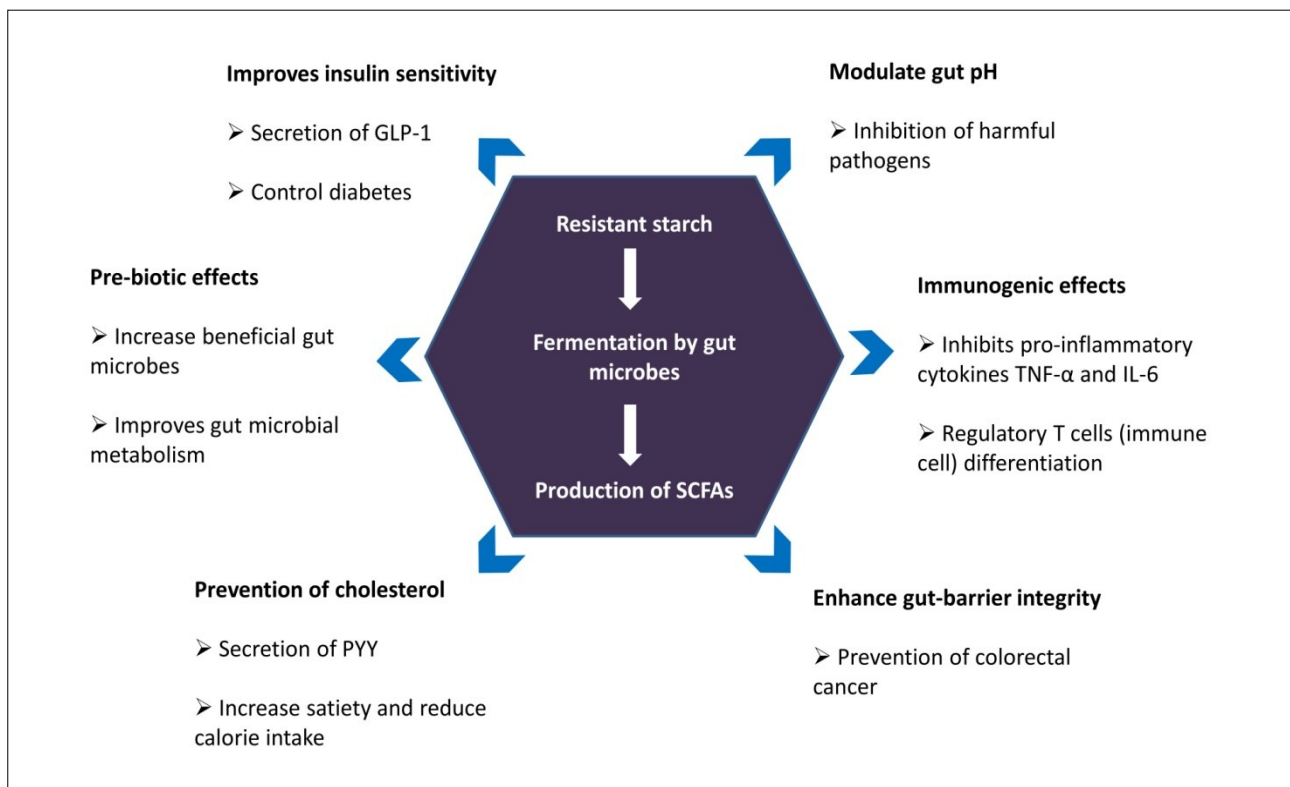 Improves insulin sensitivity
➢ Secretion of GLP-1
➢ Control diabetes
Modulate gut pH
➢ Inhibition of harmful
pathogens
Pre-biotic effects
➢ Increase beneficial gut
microbes
➢ Improves gut microbial
metabolism
Resistant starch
Fermentation by gut
microbes
Production of SCFAs
Immunogenic effects
➢ Inhibits pro-inflammatory
cytokines TNF-α and IL-6
➢ Regulatory T cells (immune
cell) differentiation
Prevention of cholesterol
➢ Secretion of PYY
➢ Increase satiety and reduce
calorie intake
Enhance gut-barrier integrity
➢ Prevention of colorectal
cancer